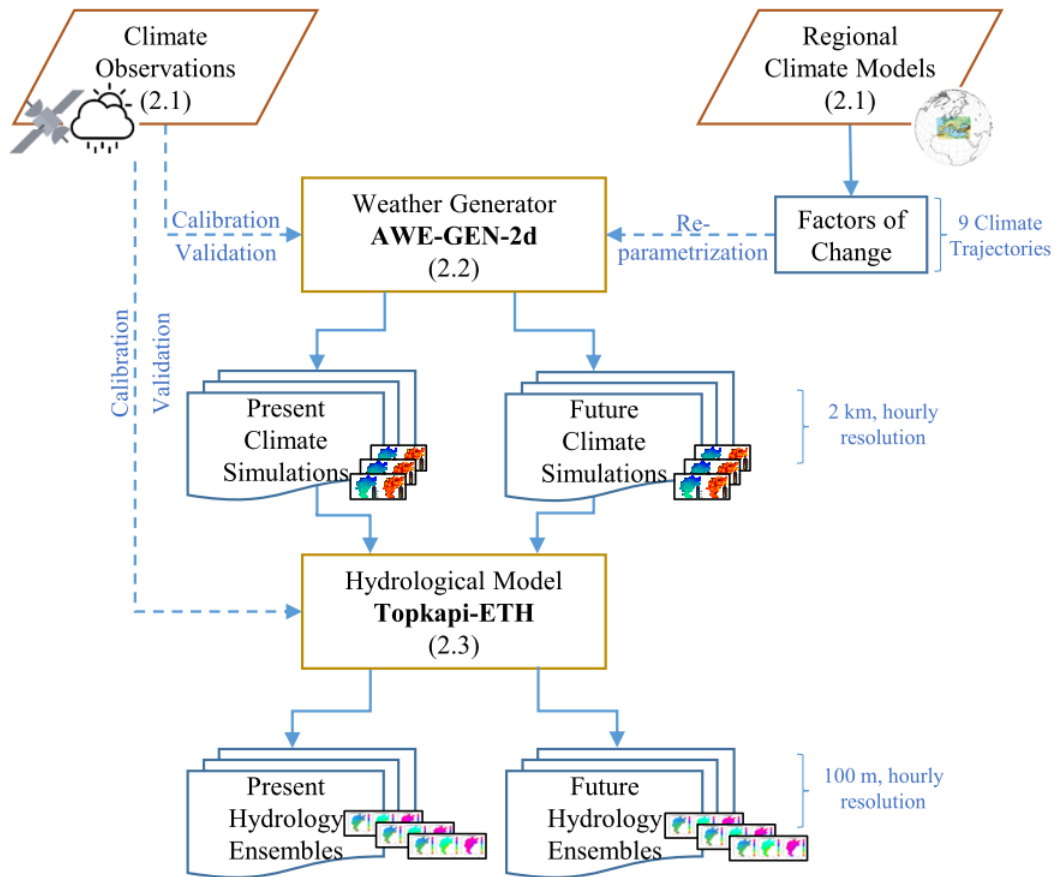 Climate
Observations
(2.1)
Regional
Climate Models
(2.1)
Calibration
Validation
Weather Generator
AWE-GEN-2d
(2.2)
Re-
parametrization
Factors of
Change
9 Climate
Trajectories
Calibration
Validation
Present
Climate
Simulations
Future
Climate
Simulations
2 km, hourly
resolution
Hydrological Model
Topkapi-ETH
(2.3)
Present
Hydrology
Ensembles
Future
Hydrology
Ensembles
100 m, hourly
resolution